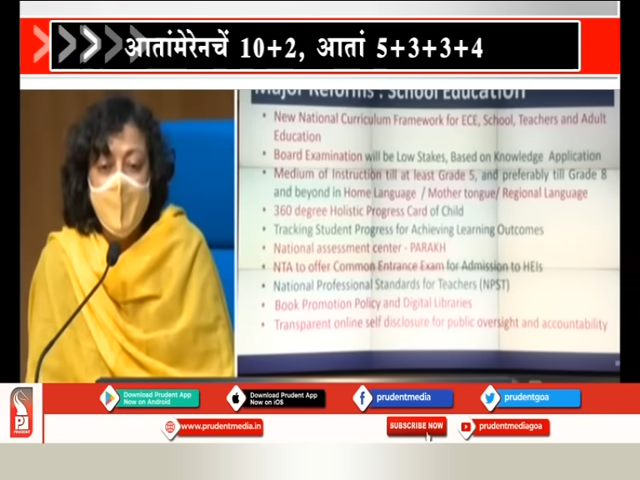 आतांमेरेनचें 10+2, आतां 5+3+3+4
Major Reforms : School Education
• New National Curriculum Framework for ECE, School, Teachers and Adult
Education
• Board Examination will be Low Stakes, Based on Knowledge Application
• Medium of Instruction till at least Grade 5, and preferably till Grade 8
and beyond in Home Language / Mother tongue/ Regional Language
• 360 degree Holistic Progress Card of Child
• Tracking Student Progress for Achieving Learning Outcomes
• National assessment center - PARAKH
• NTA to offer Common Entrance Exam for Admission to HEIs
• National Professional Standards for Teachers (NPST)
• Book Promotion Policy and Digital Libraries
• Transparent online self disclosure for public oversight and accountability
PRUDENT
Download Prudent App
Now on Android
Download Prudent App
Now on iOS
prudentmedia
prudentgoa
www.prudentmedia.in
SUBSCRIBE NOW
prudentmediagoa